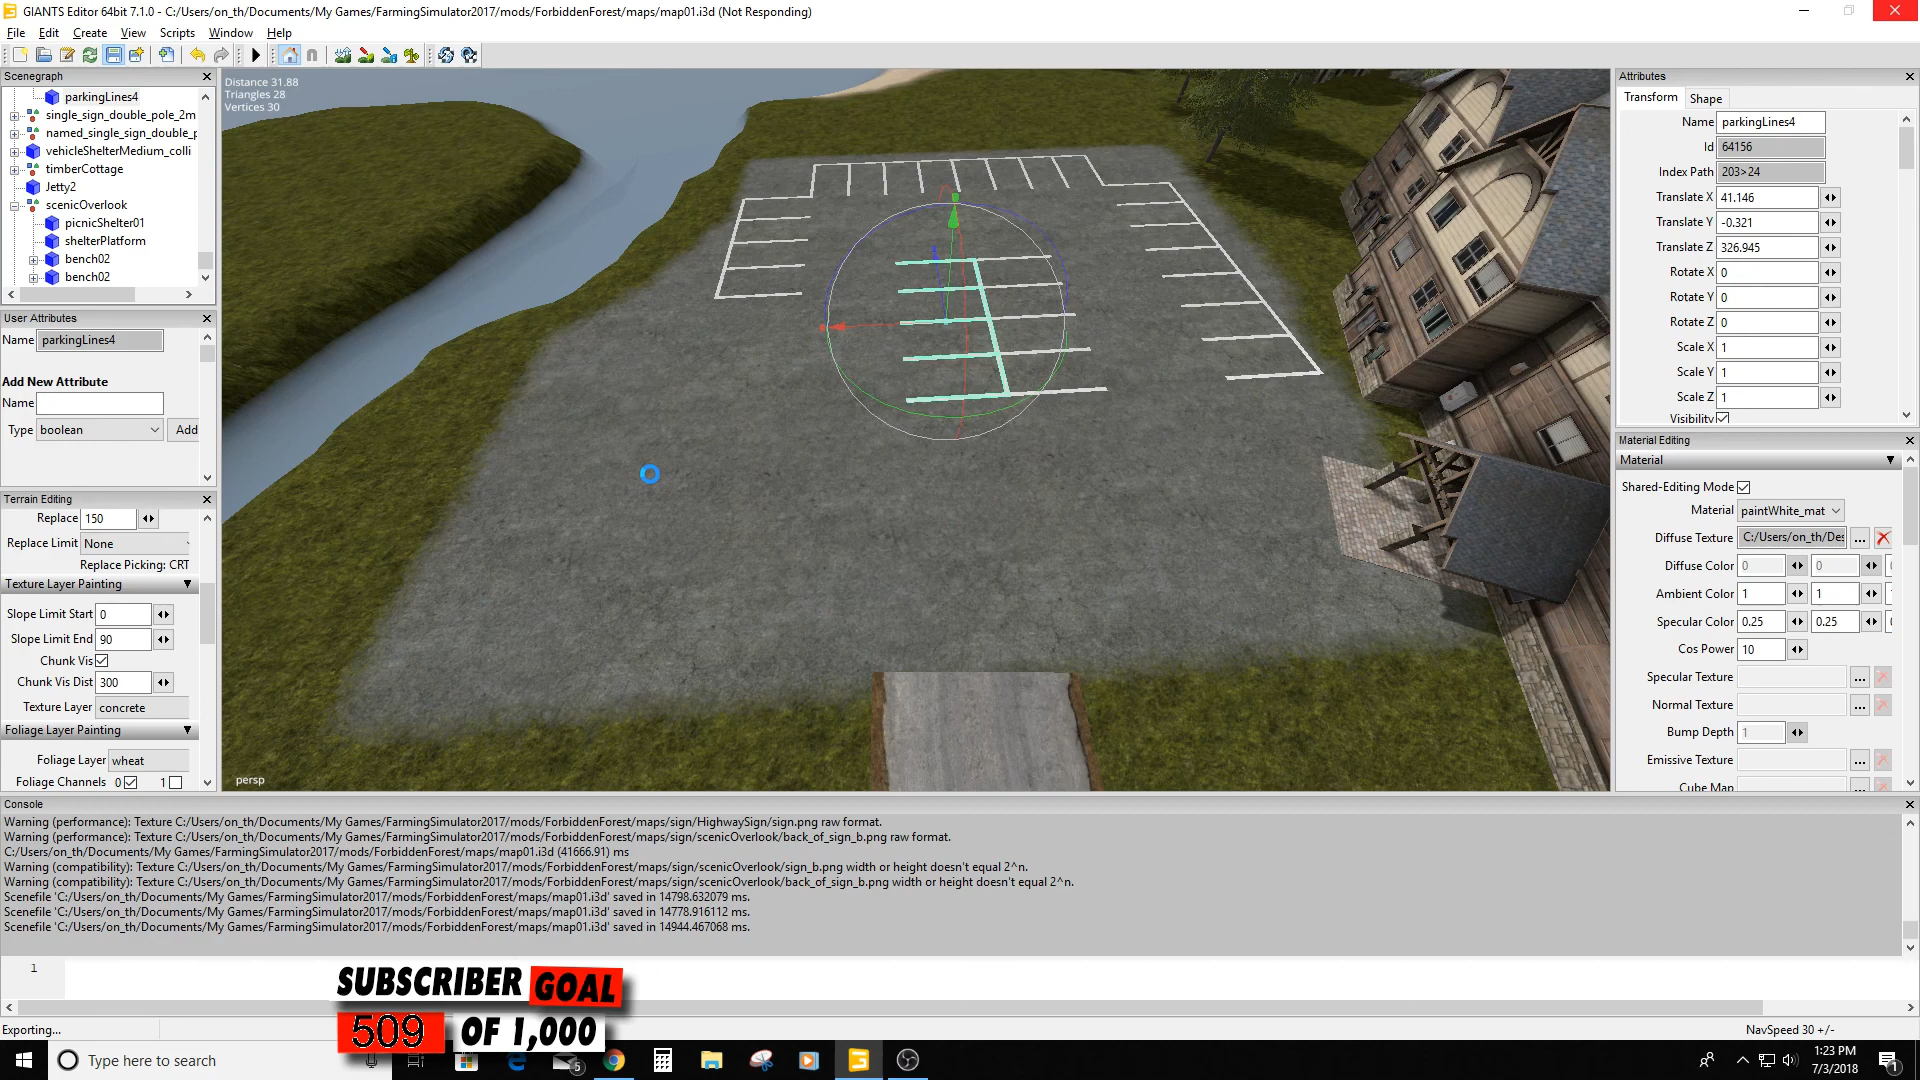 GIANTS Editor 64bit 7.1.0 - C:/Users/on_th/Documents/My Games/FarmingSimulator2017/mods/ForbiddenForest/maps/map01.i3d (Not Responding)
File Edit Create View Scripts Window Help
Scenegraph
parkingLines4
single_sign_double_pole_2m
named_single_sign_double_p
vehicleShelterMedium_colli
timberCottage
Jetty2
scenicOverlook
picnicShelter01
shelterPlatform
bench02
bench02
User Attributes
Name parkingLines4
Add New Attribute
Name
Type boolean Add
Terrain Editing
Replace 150
Replace Limit None
Replace Picking: CRT
Texture Layer Painting
Slope Limit Start 0
Slope Limit End 90
Chunk Vis
Chunk Vis Dist 300
Texture Layer concrete
Foliage Layer Painting
Foliage Layer wheat
Foliage Channels 0 1
Distance 31.88
Triangles 28
Vertices 30
persp
Attributes
Transform Shape
Name parkingLines4
Id 64156
Index Path 203>24
Translate X 41.146
Translate Y -0.321
Translate Z 326.945
Rotate X 0
Rotate Y 0
Rotate Z 0
Scale X 1
Scale Y 1
Scale Z 1
Visibility
Material Editing
Material
Shared-Editing Mode
Material paintWhite_mat
Diffuse Texture C:/Users/on_th/Des ...
Diffuse Color 0 0
Ambient Color 1 1
Specular Color 0.25 0.25
Cos Power 10
Specular Texture ...
Normal Texture ...
Bump Depth 1
Emissive Texture ...
Cube Map
Console
Warning (performance): Texture C:/Users/on_th/Documents/My Games/FarmingSimulator2017/mods/ForbiddenForest/maps/sign/HighwaySign/sign.png raw format.
Warning (performance): Texture C:/Users/on_th/Documents/My Games/FarmingSimulator2017/mods/ForbiddenForest/maps/sign/scenicOverlook/back_of_sign_b.png raw format.
C:/Users/on_th/Documents/My Games/FarmingSimulator2017/mods/ForbiddenForest/maps/map01.i3d (41666.91) ms
Warning (compatibility): Texture C:/Users/on_th/Documents/My Games/FarmingSimulator2017/mods/ForbiddenForest/maps/sign/scenicOverlook/sign_b.png width or height doesn't equal 2^n.
Warning (compatibility): Texture C:/Users/on_th/Documents/My Games/FarmingSimulator2017/mods/ForbiddenForest/maps/sign/scenicOverlook/back_of_sign_b.png width or height doesn't equal 2^n.
Scenefile 'C:/Users/on_th/Documents/My Games/FarmingSimulator2017/mods/ForbiddenForest/maps/map01.i3d' saved in 14798.632079 ms.
Scenefile 'C:/Users/on_th/Documents/My Games/FarmingSimulator2017/mods/ForbiddenForest/maps/map01.i3d' saved in 14778.916112 ms.
Scenefile 'C:/Users/on_th/Documents/My Games/FarmingSimulator2017/mods/ForbiddenForest/maps/map01.i3d' saved in 14944.467068 ms.
1
SUBSCRIBER GOAL
509 OF 1,000
Exporting...
NavSpeed 30 +/-
Type here to search
5
1:23 PM
7/3/2018
1